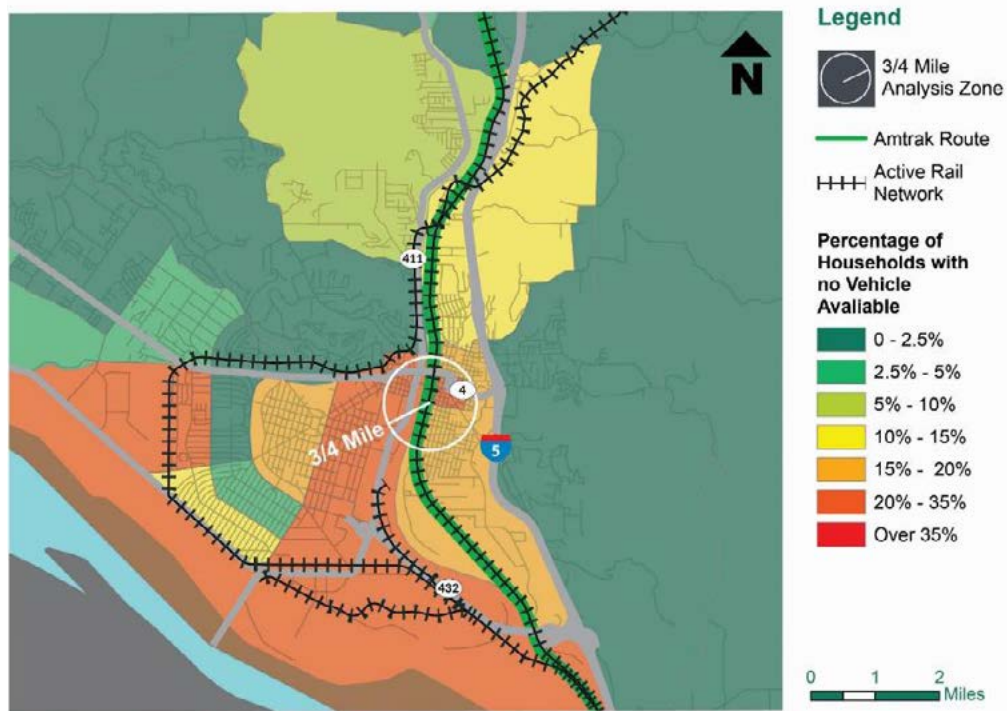 Legend
3/4 Mile
Analysis Zone
Amtrak Route
Active Rail
Network
Percentage of
Households with
no Vehicle
Avaliable
0 - 2.5%
2.5% - 5%
5% - 10%
10% - 15%
15% - 20%
20% - 35%
Over 35%
N
411
4
3/4 Mile
5
432
0 1 2
Miles